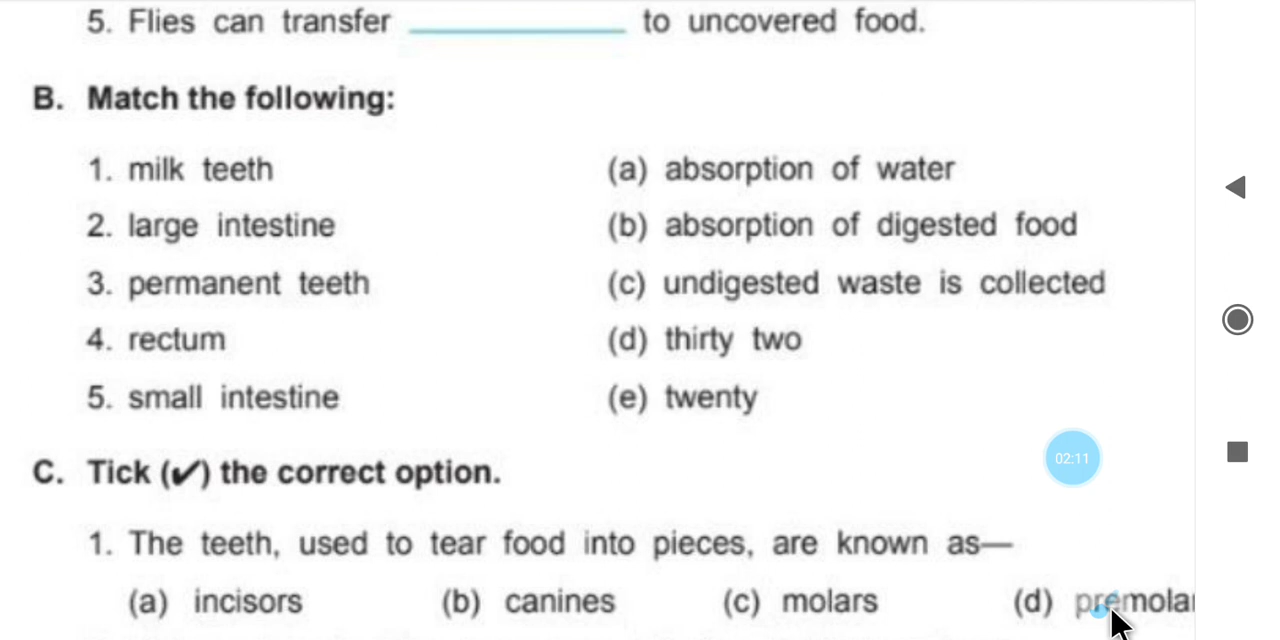 5. Flies can transfer __________ to uncovered food.
B. Match the following:
1. milk teeth (a) absorption of water
2. large intestine (b) absorption of digested food
3. permanent teeth (c) undigested waste is collected
4. rectum (d) thirty two
5. small intestine (e) twenty
02:11
C. Tick (✔) the correct option.
1. The teeth, used to tear food into pieces, are known as—
(a) incisors (b) canines (c) molars (d) premolar